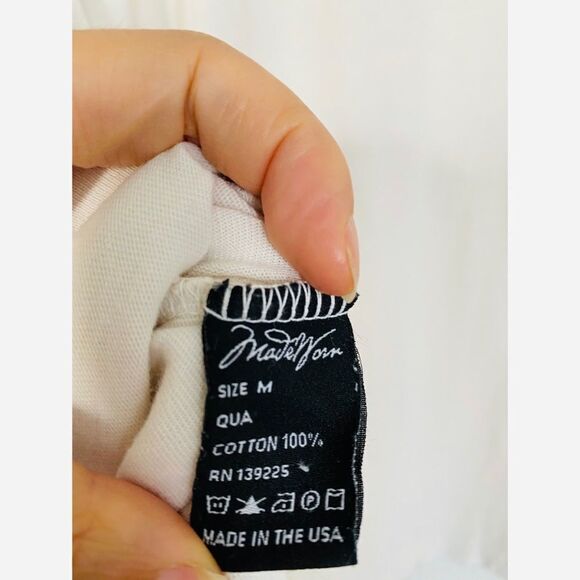 MadeWorn
SIZE M
QUA
COTTON 100%
RN 139225
MADE IN THE USA